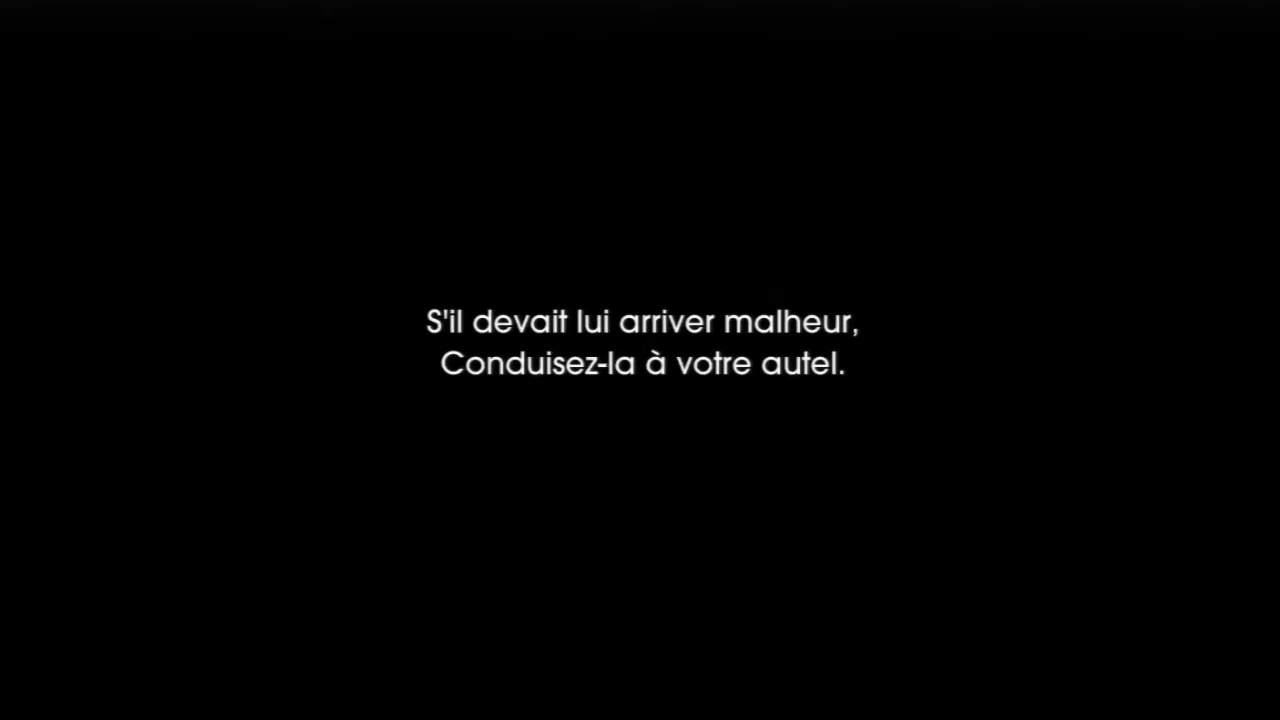 S'il devait lui arriver malheur,
Conduisez-la à votre autel.